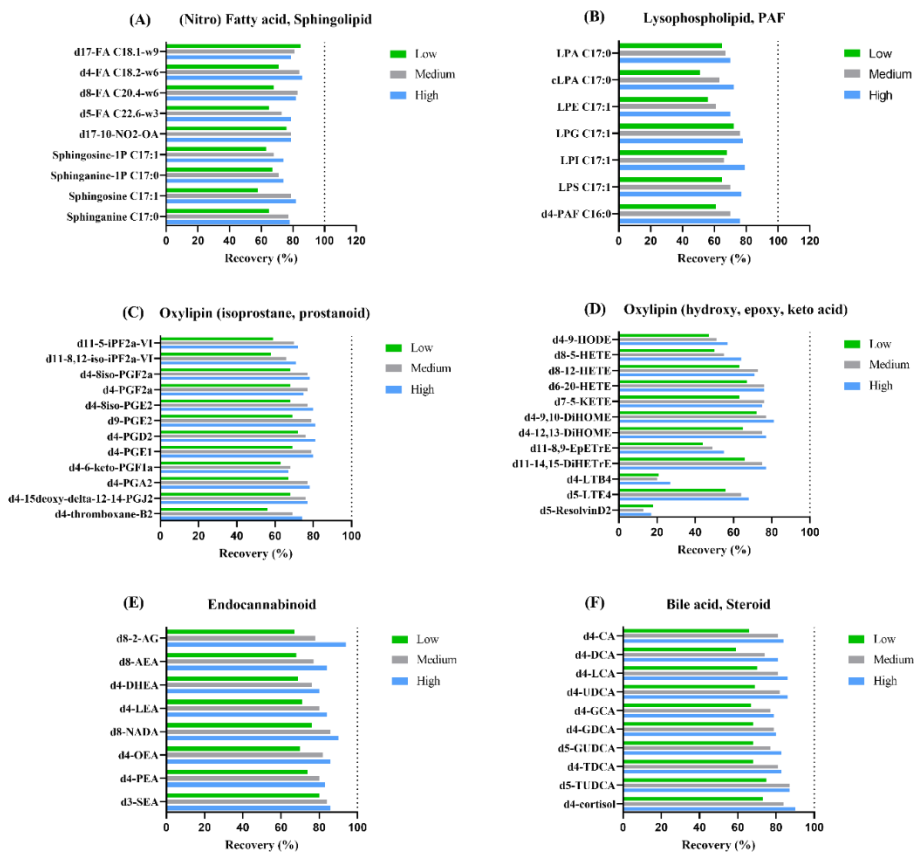 (A) (Nitro) Fatty acid, Sphingolipid
d17-FA C18.1-w9
d4-FA C18.2-w6
d8-FA C20.4-w6
d5-FA C22.6-w3
d17-10-NO2-OA
Sphingosine-1P C17:1
Sphinganine-1P C17:0
Sphingosine C17:1
Sphinganine C17:0
0 20 40 60 80 100 120
Recovery (%)
Low
Medium
High
(B) Lysophospholipid, PAF
LPA C17:0
cLPA C17:0
LPE C17:1
LPG C17:1
LPI C17:1
LPS C17:1
d4-PAF C16:0
0 20 40 60 80 100 120
Recovery (%)
Low
Medium
High
(C) Oxylipin (isoprostane, prostanoid)
d11-5-iPF2a-VI
d11-8,12-iso-iPF2a-VI
d4-8iso-PGF2a
d4-PGF2a
d4-8iso-PGE2
d9-PGE2
d4-PGD2
d4-PGE1
d4-6-keto-PGF1a
d4-PGA2
d4-15deoxy-delta-12-14-PGJ2
d4-thromboxane-B2
0 20 40 60 80 100
Recovery (%)
Low
Medium
High
(D) Oxylipin (hydroxy, epoxy, keto acid)
d4-9-HODE
d8-5-HETE
d8-12-HETE
d6-20-HETE
d7-5-KETE
d4-9,10-DiHOME
d4-12,13-DiHOME
d11-8,9-EpETrE
d11-14,15-DiHETrE
d4-LTB4
d5-LTE4
d5-ResolvinD2
0 20 40 60 80 100
Recovery (%)
Low
Medium
High
(E) Endocannabinoid
d8-2-AG
d8-AEA
d4-DHEA
d4-LEA
d8-NADA
d4-OEA
d4-PEA
d3-SEA
0 20 40 60 80 100
Recovery (%)
Low
Medium
High
(F) Bile acid, Steroid
d4-CA
d4-DCA
d4-LCA
d4-UDCA
d4-GCA
d4-GDCA
d5-GUDCA
d4-TDCA
d5-TUDCA
d4-cortisol
0 20 40 60 80 100
Recovery (%)
Low
Medium
High